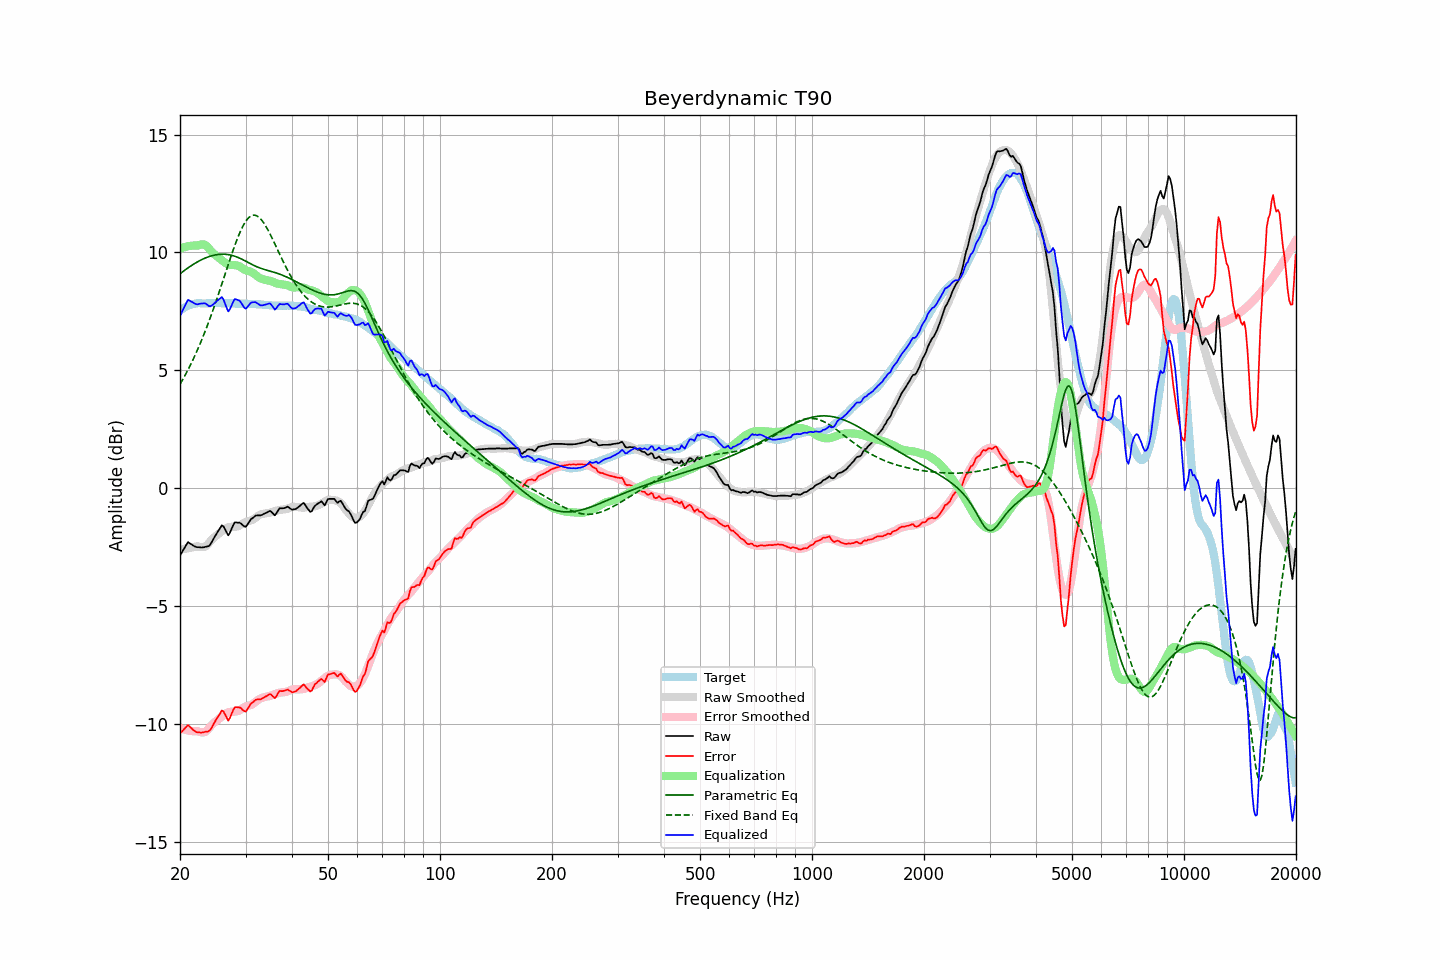 Beyerdynamic T90
Amplitude (dBr)
15
10
5
0
−5
−10
−15
Target
Raw Smoothed
Error Smoothed
Raw
Error
Equalization
Parametric Eq
Fixed Band Eq
Equalized
20 50 100 200 500 1000 2000 5000 10000 20000
Frequency (Hz)